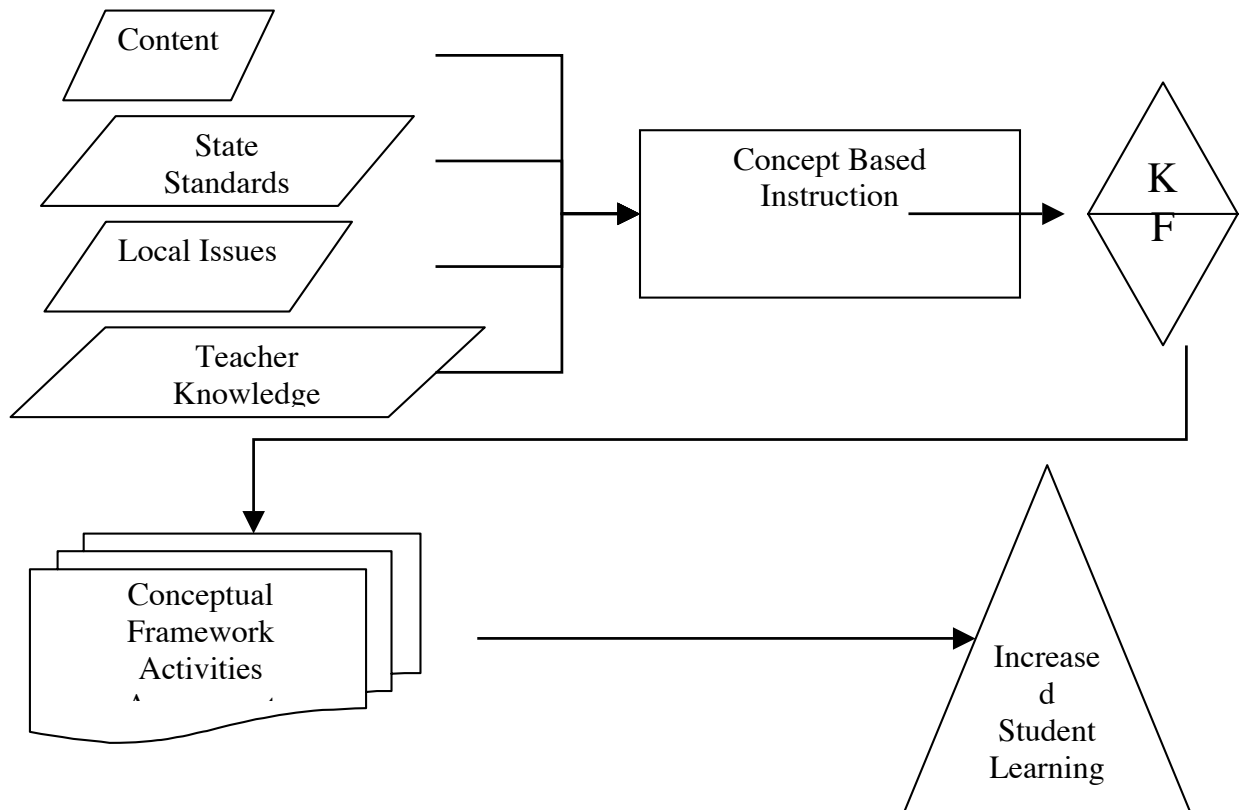 Content
State
Standards
Local Issues
Teacher
Knowledge
Concept Based
Instruction
K
F
Conceptual
Framework
Activities
Increase
d
Student
Learning